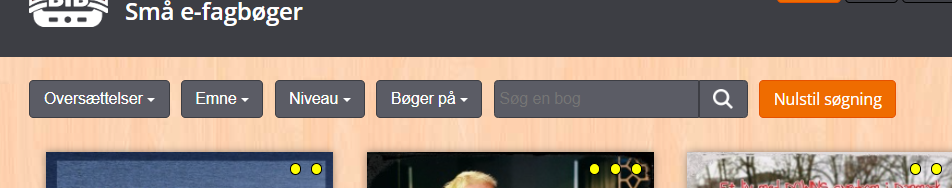 Små e-fagbøger
Oversættelser
Emne
Niveau
Bøger på
Søg en bog
Nulstil søgning